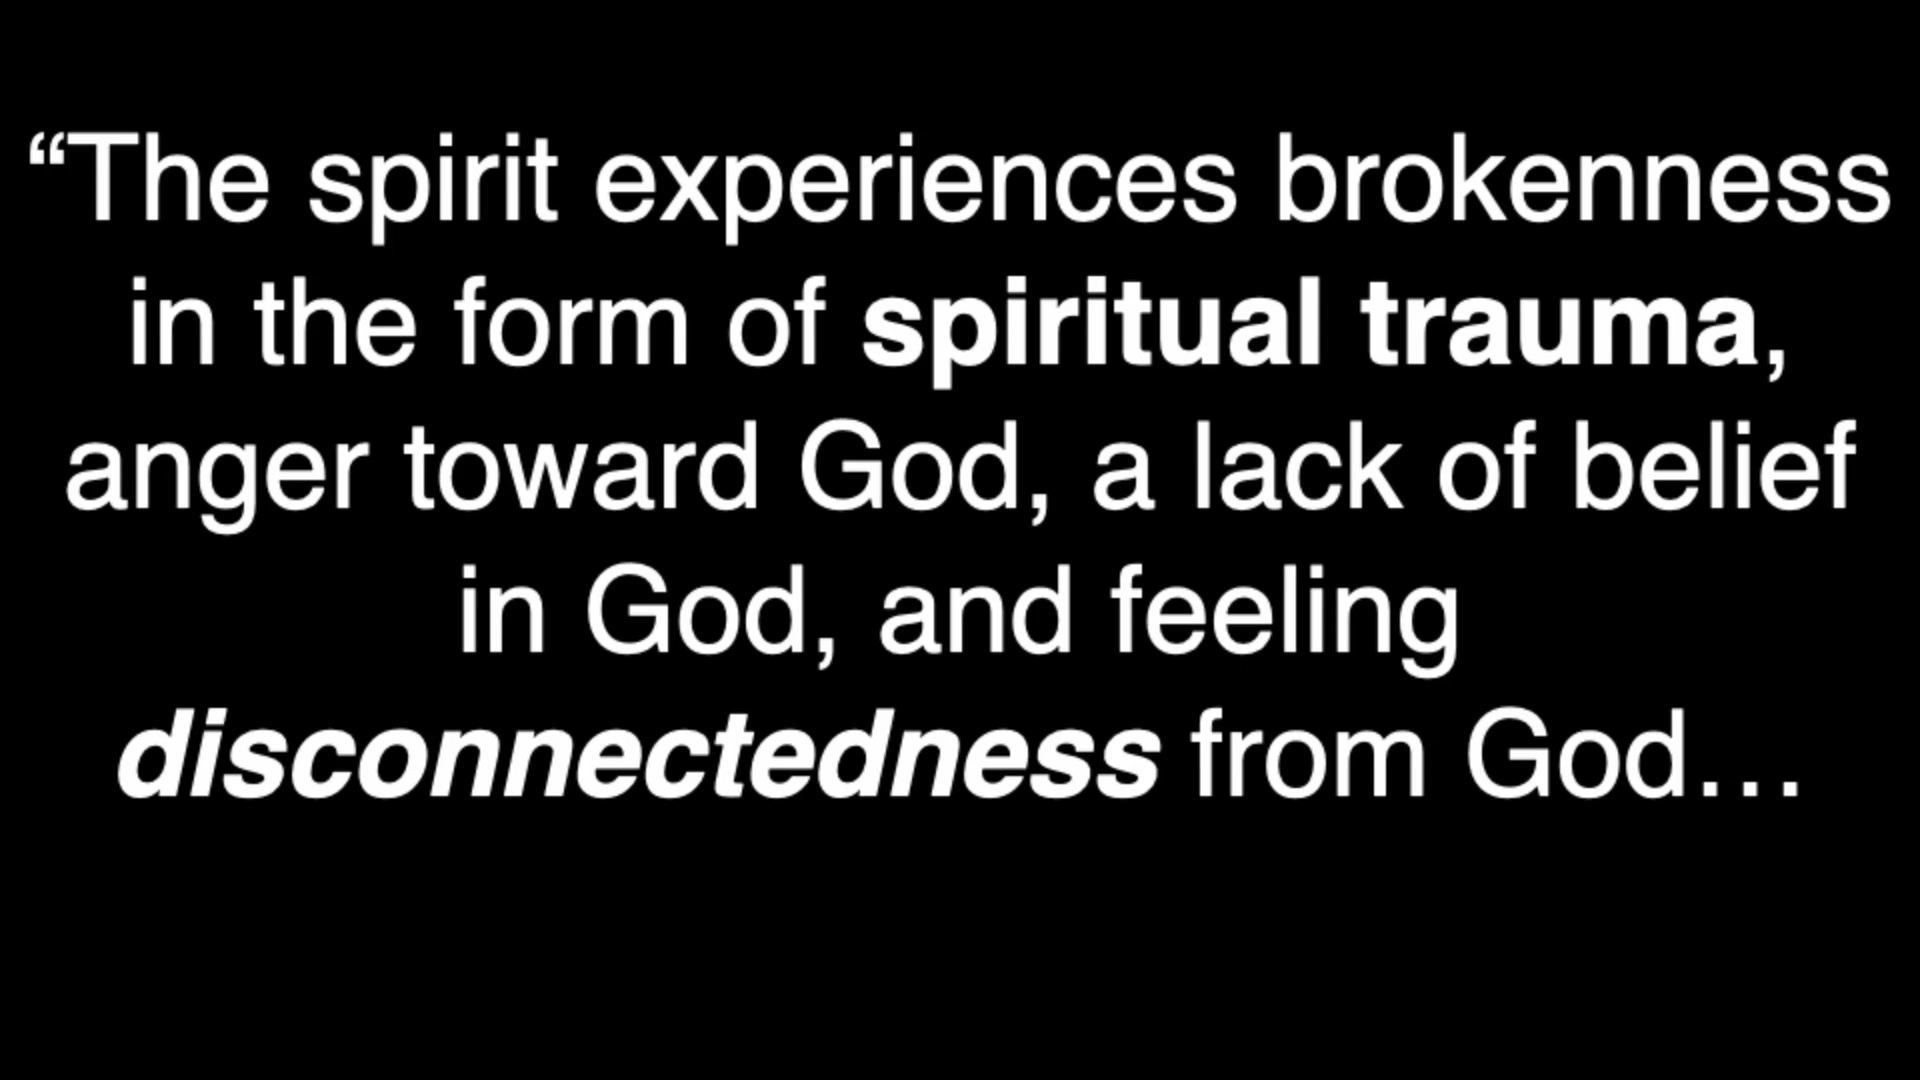 “The spirit experiences brokenness
in the form of spiritual trauma,
anger toward God, a lack of belief
in God, and feeling
disconnectedness from God…